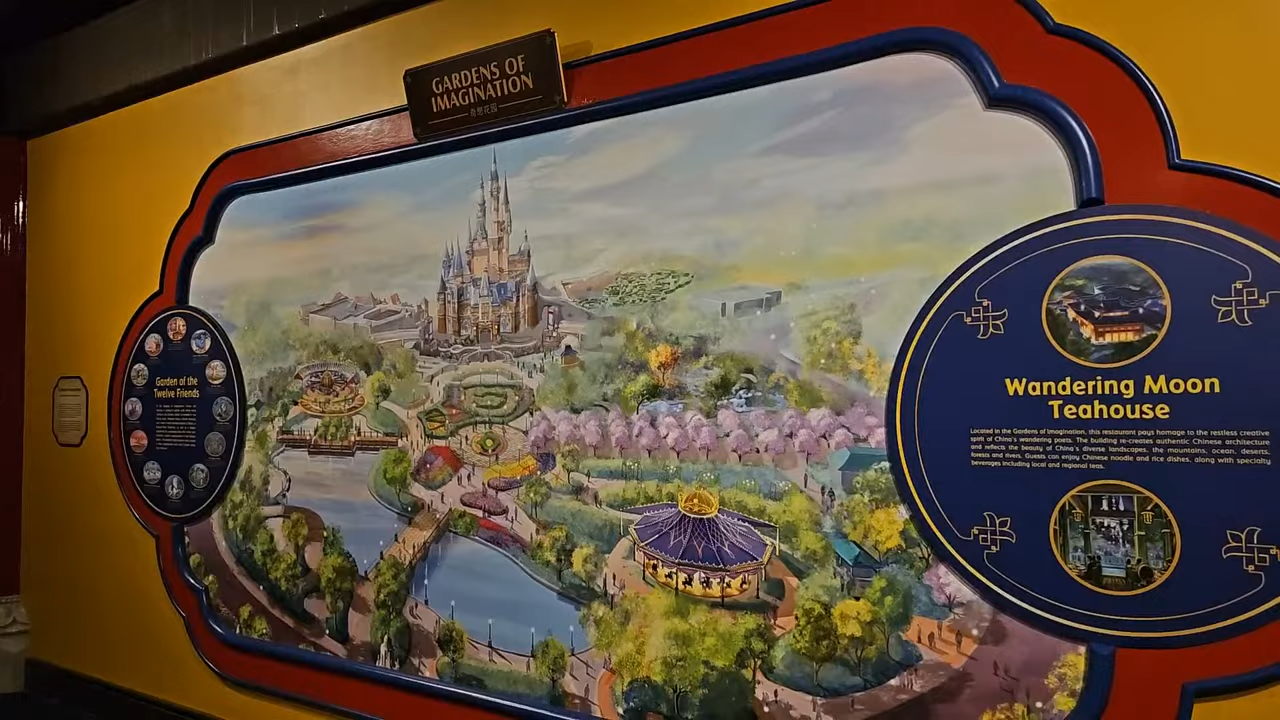 GARDENS OF
IMAGINATION
奇想花园
Garden of the
Twelve Friends
Wandering Moon
Teahouse
Located in the Gardens of Imagination, this restaurant pays homage to the restless creative
spirit of China's wandering poets. The building re-creates authentic Chinese architecture
and reflects the beauty of China's diverse landscapes, the mountains, ocean, deserts,
forests and rivers. Guests can enjoy Chinese noodle and rice dishes, along with specialty
beverages including local and regional teas.